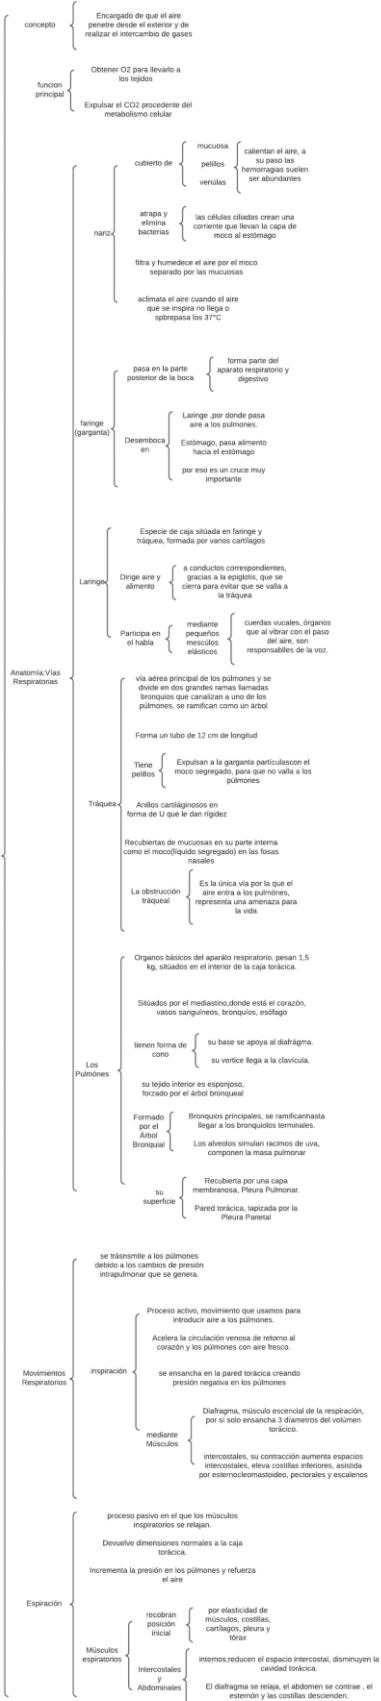 concepto
Encargado de que el aire
penetre desde el exterior y de
realizar el intercambio de gases
funcion
principal
Obtener O2 para llevarlo a
los tejidos
Expulsar el CO2 procedente del
metabolismo celular
Anatomía:Vías
Respiratorias
nariz
cubierto de
mucuosa
pelillos
venúlas
calientan el aire, a
su paso las
hemorragias suelen
ser abundantes
atrapa y
elimina
bacterias
las células ciliadas crean una
corriente que llevan la capa de
moco al estómago
filtra y humedece el aire por el moco
separado por las mucuosas
aclimata el aire cuando el aire
que se inspira no llega o
spbrepasa los 37°C
faringe
(garganta)
pasa en la parte
posterior de la boca
forma parte del
aparato respiratorio y
digestivo
Desemboca
en
Laringe ,por donde pasa
aire a los pulmones.
Estómago, pasa alimento
hacia el estómago
por eso es un cruce muy
importante
Laringe
Especie de caja sitúada en faringe y
tráquea, formada por varios cartílagos
Dirige aire y
alimento
a conductos correspondientes,
gracias a la epiglotis, que se
cierra para evitar que se valla a
la tráquea
Participa en
el habla
mediante
pequeños
mescúlos
elásticos
cuerdas vucales, órganos
que al vibrar con el paso
del aire, son
responsablles de la voz.
Tráquea
vía aérea principal de los púlmones y se
divide en dos grandes ramas llamadas
bronquios que canalizan a uno de los
púlmones, se ramifican como un árbol
Forma un tubo de 12 cm de longitud
Tiene
pelillos
Expulsan a la garganta partículascon el
moco segregado, para que no valla a los
púlmones
Anillos cartiláginosos en
forma de U que le dan rígidez
Recubiertas de mucuosas en su parte interna
como el moco(líquido segregado) en las fosas
nasales
La obstrucción
tráqueal
Es la única vía por la que el
aire entra a los pulmónes,
representa una amenaza para
la vida
Los
Pulmónes
Organos básicos del aparáto respiratorio, pesan 1,5
kg, sitúados en el interior de la caja torácica.
Sitúados por el mediastino,donde está el corazón,
vasos sanguíneos, bronquíos, esófago
tienen forma de
cono
su base se apoya al diafrágma.
su vertice llega a la clavícula.
su tejido interior es esponjoso,
forzado por el árbol bronqueal
Formado
por el
Árbol
Bronquial
Bronquios principales, se ramifícanhasta
llegar a los bronquiolos terminales.
Los alveolos simulan racimos de uva,
componen la masa pulmonar
su
superficie
Recubierta por una capa
membranosa, Pleura Pulmonar.
Pared torácica, tapizada por la
Pleura Parietal
Movimientos
Respiratorios
se trásnsmite a los púlmones
debido a los cambios de presión
intrapulmonar que se genera.
inspiración
Proceso activo, movimiento que usamos para
introducir aire a los púlmones.
Acelera la circulación venosa de retorno al
corazón y los púlmones con aire fresco.
se ensancha en la pared torácica creando
presión negativa en los púlmones
mediante
Músculos
Diafragma, músculo escencial de la respiración,
por sí solo ensancha 3 díametros del volúmen
torácico.
intercostales, su contracción aumenta espacios
intercostales, eleva costillas inferiores, asistida
por esternocleomastoideo, pectorales y escalenos
Espiración
proceso pasivo en el que los músculos
inspiratorios se relajan.
Devuelve dimensiones normales a la caja
torácica.
Incrementa la presión en los púlmones y refuerza
el aire
Músculos
espiratorios
recobran
posición
inicial
por elasticidad de
músculos, costillas,
cartílagos, pleura y
tórax
Intercostales
y
Abdominales
internos;reducen el espacio intercostal, disminuyen la
cavidad torácica.
El diafragma se relaja, el abdomen se contrae , el
esternón y las costillas descienden.